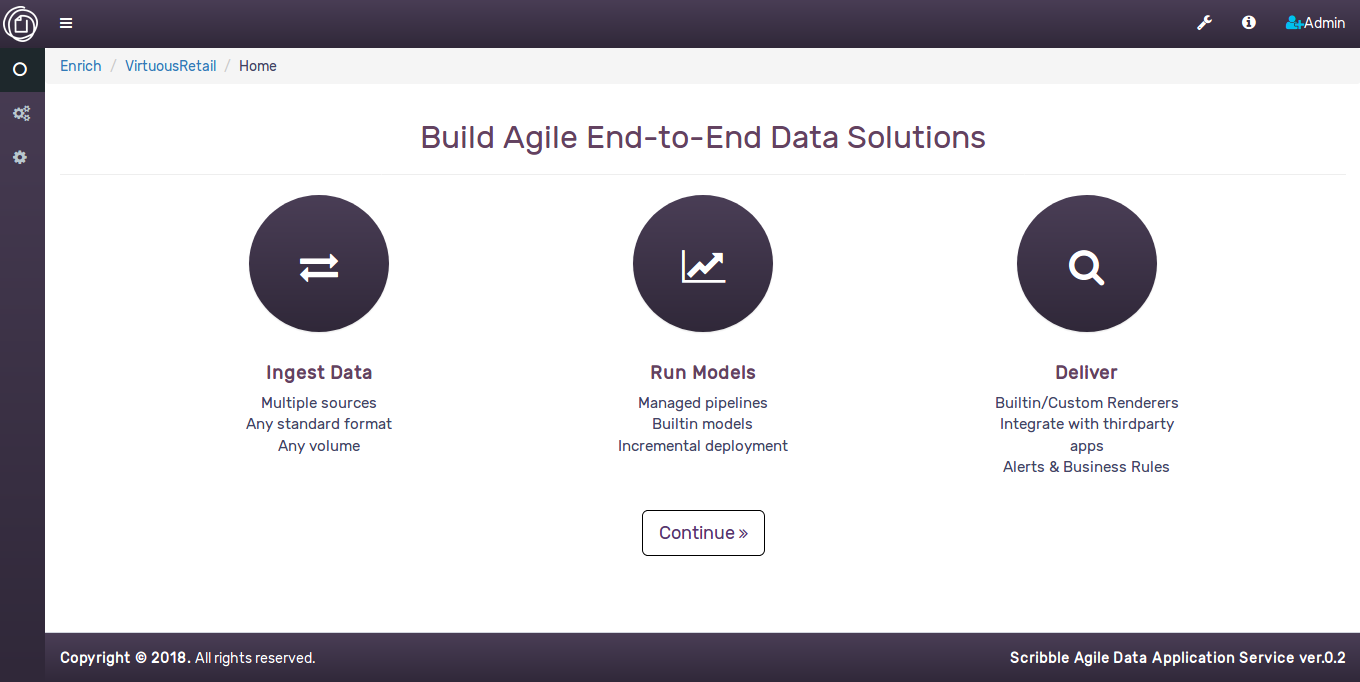 Admin
Enrich / VirtuousRetail / Home
Build Agile End-to-End Data Solutions
Ingest Data
Multiple sources
Any standard format
Any volume
Run Models
Managed pipelines
Builtin models
Incremental deployment
Deliver
Builtin/Custom Renderers
Integrate with thirdparty
apps
Alerts & Business Rules
Continue »
Copyright © 2018. All rights reserved.
Scribble Agile Data Application Service ver.0.2